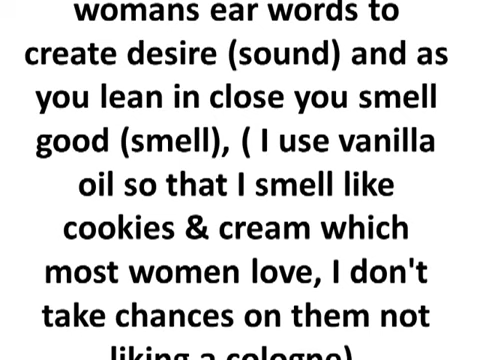 womans ear words to
create desire (sound) and as
you lean in close you smell
good (smell), ( I use vanilla
oil so that I smell like
cookies & cream which
most women love, I don't
take chances on them not
liking a cologne)